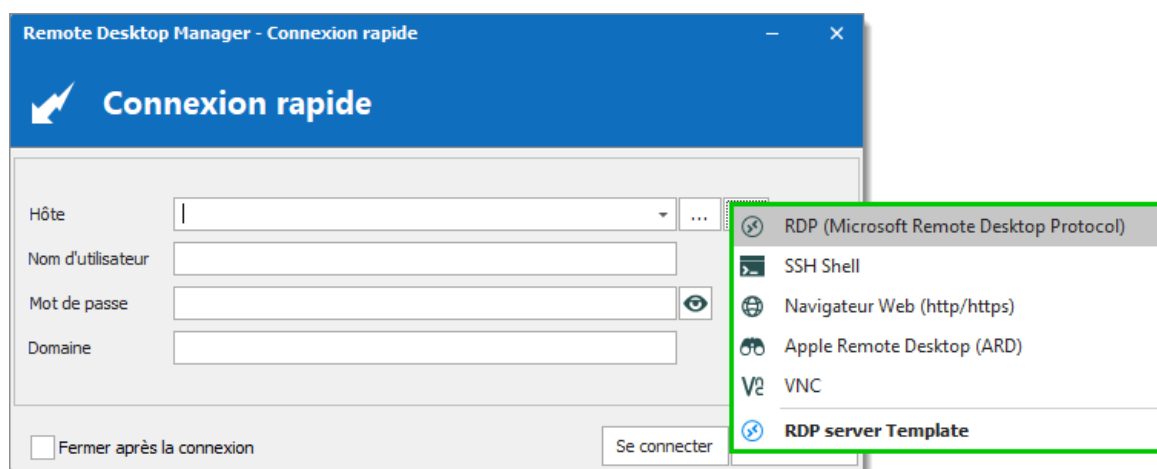 Remote Desktop Manager - Connexion rapide
Connexion rapide
Hôte
...
Nom d'utilisateur
Mot de passe
Domaine
RDP (Microsoft Remote Desktop Protocol)
SSH Shell
Navigateur Web (http/https)
Apple Remote Desktop (ARD)
VNC
RDP server Template
Fermer après la connexion
Se connecter